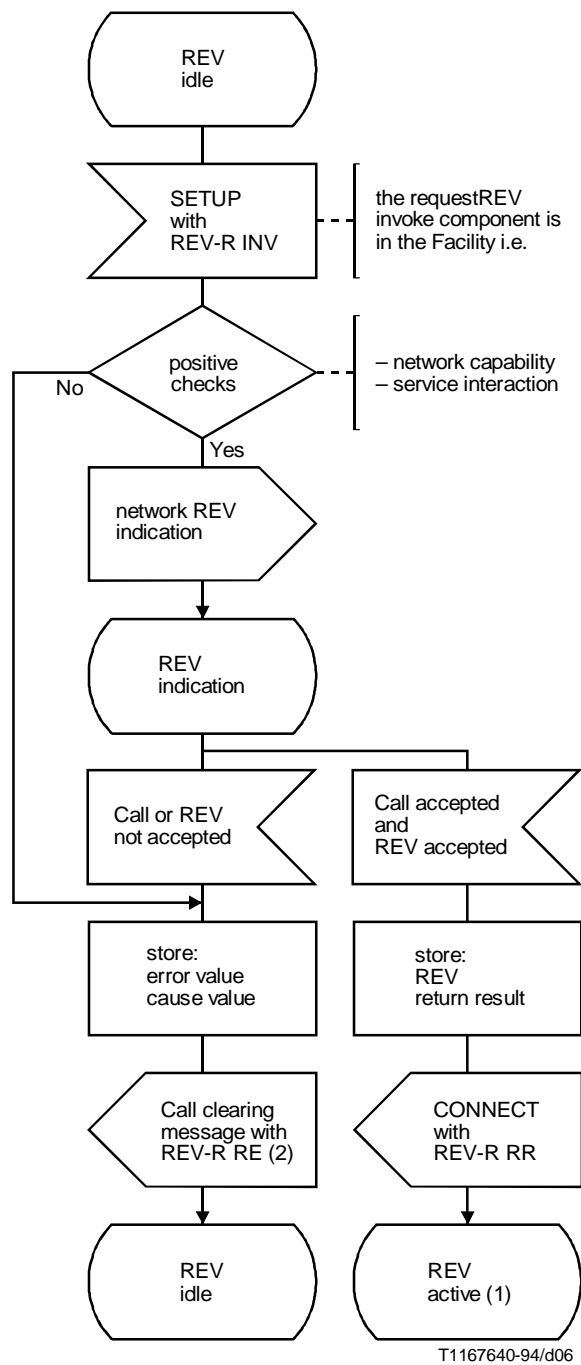 REV
idle
SETUP
with
REV-R INV
the requestREV
invoke component is
in the Facility i.e.
positive
checks
– network capability
– service interaction
No
Yes
network REV
indication
REV
indication
Call or REV
not accepted
Call accepted
and
REV accepted
store:
error value
cause value
store:
REV
return result
Call clearing
message with
REV-R RE (2)
CONNECT
with
REV-R RR
REV
idle
REV
active (1)
T1167640-94/d06